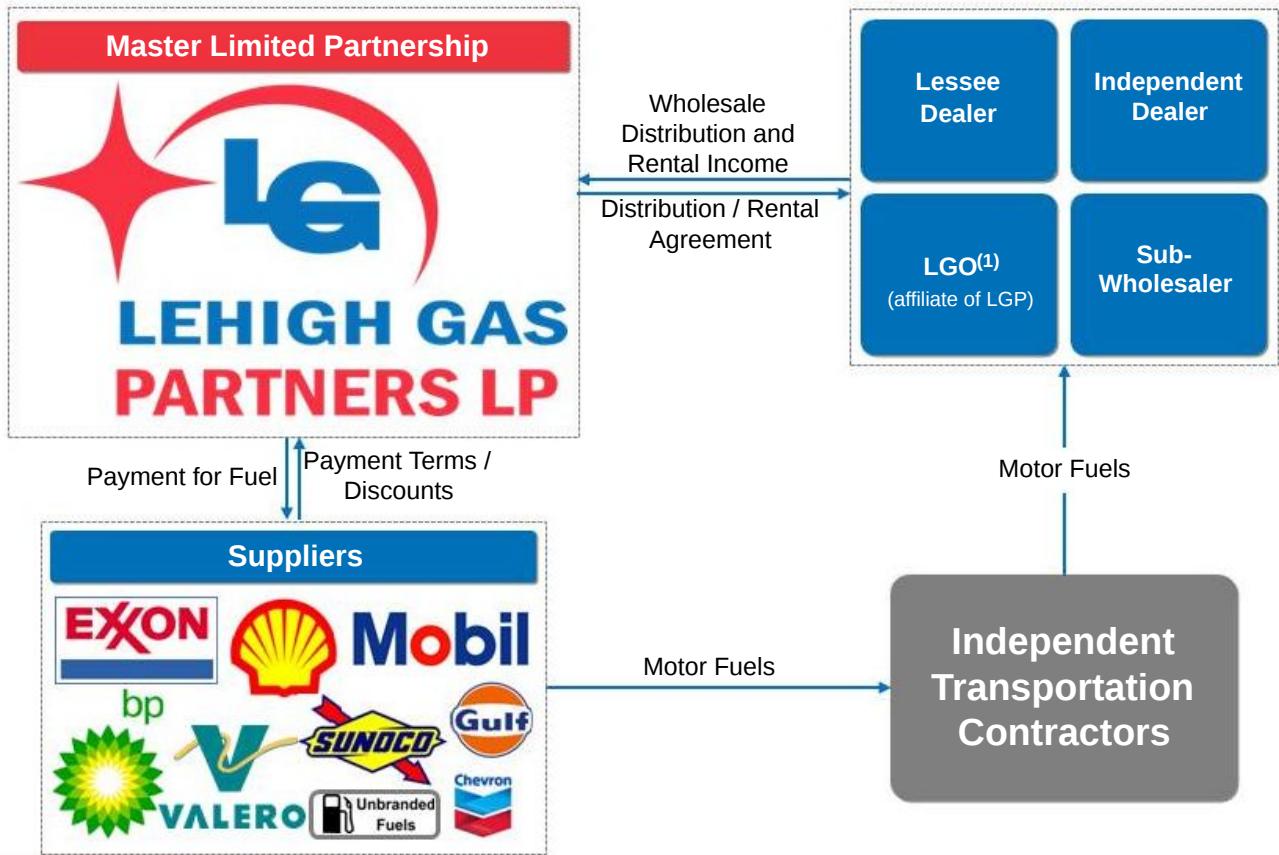 Master Limited Partnership
LG
LEHIGH GAS
PARTNERS LP
Wholesale
Distribution and
Rental Income
Distribution / Rental
Agreement
Lessee
Dealer
Independent
Dealer
LGO(1)
(affiliate of LGP)
Sub-
Wholesaler
Payment for Fuel
Payment Terms /
Discounts
Motor Fuels
Suppliers
EXXON
Mobil
bp
VALERO
SUNOCO
Gulf
Unbranded
Fuels
Chevron
Motor Fuels
Independent
Transportation
Contractors